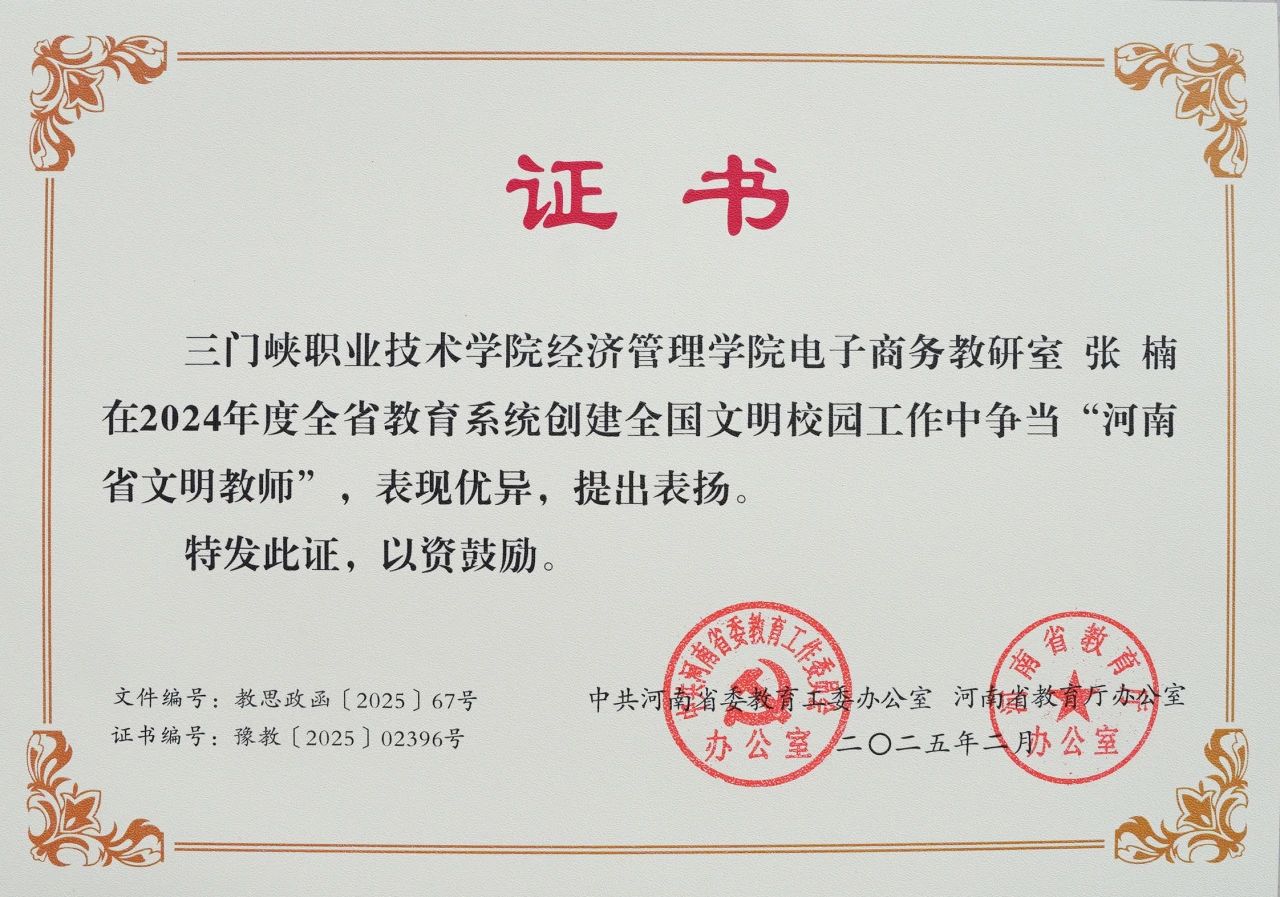 证书
三门峡职业技术学院经济管理学院电子商务教研室 张 楠
在2024年度全省教育系统创建全国文明校园工作中争当“河南
省文明教师”，表现优异，提出表扬。
特发此证，以资鼓励。
文件编号：教思政函〔2025〕67号
证书编号：豫教〔2025〕02396号
中共河南省委教育工委办公室 河南省教育厅办公室
二〇二五年二月
中共河南省委教育工作委员会
办公室
河南省教育厅
办公室